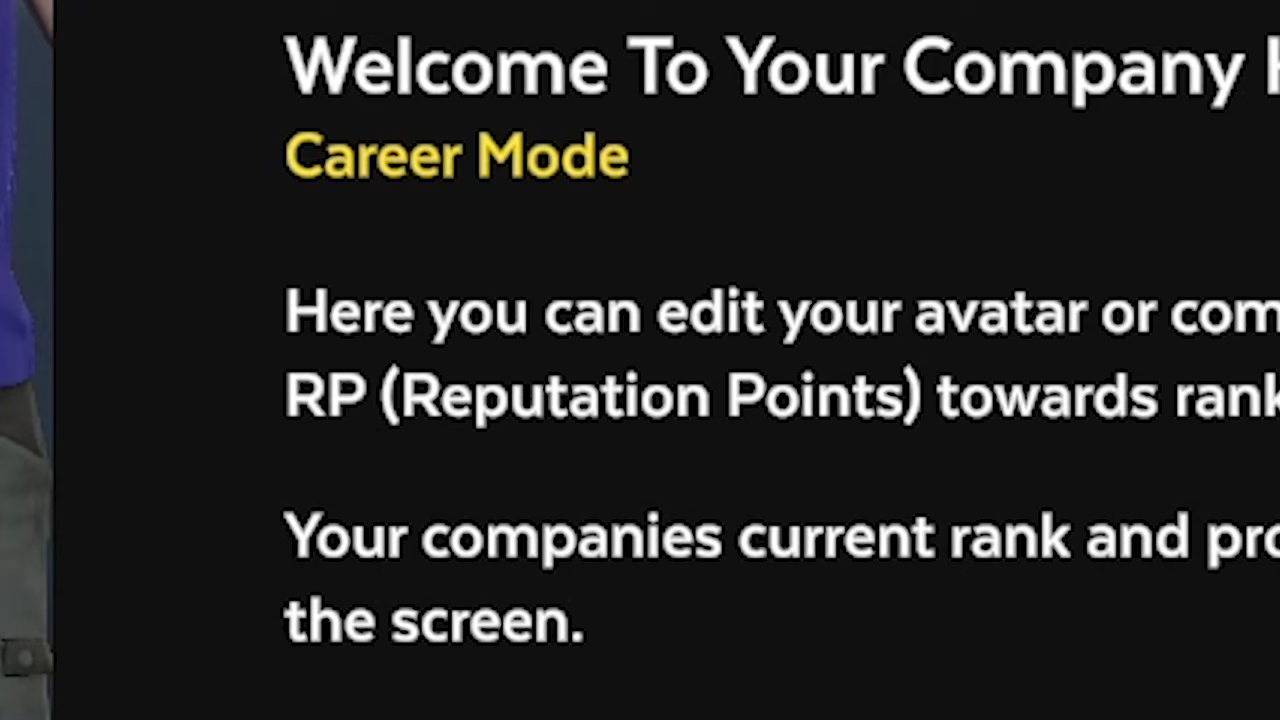 Welcome To Your Company
Career Mode
Here you can edit your avatar or com
RP (Reputation Points) towards rank
Your companies current rank and pro
the screen.